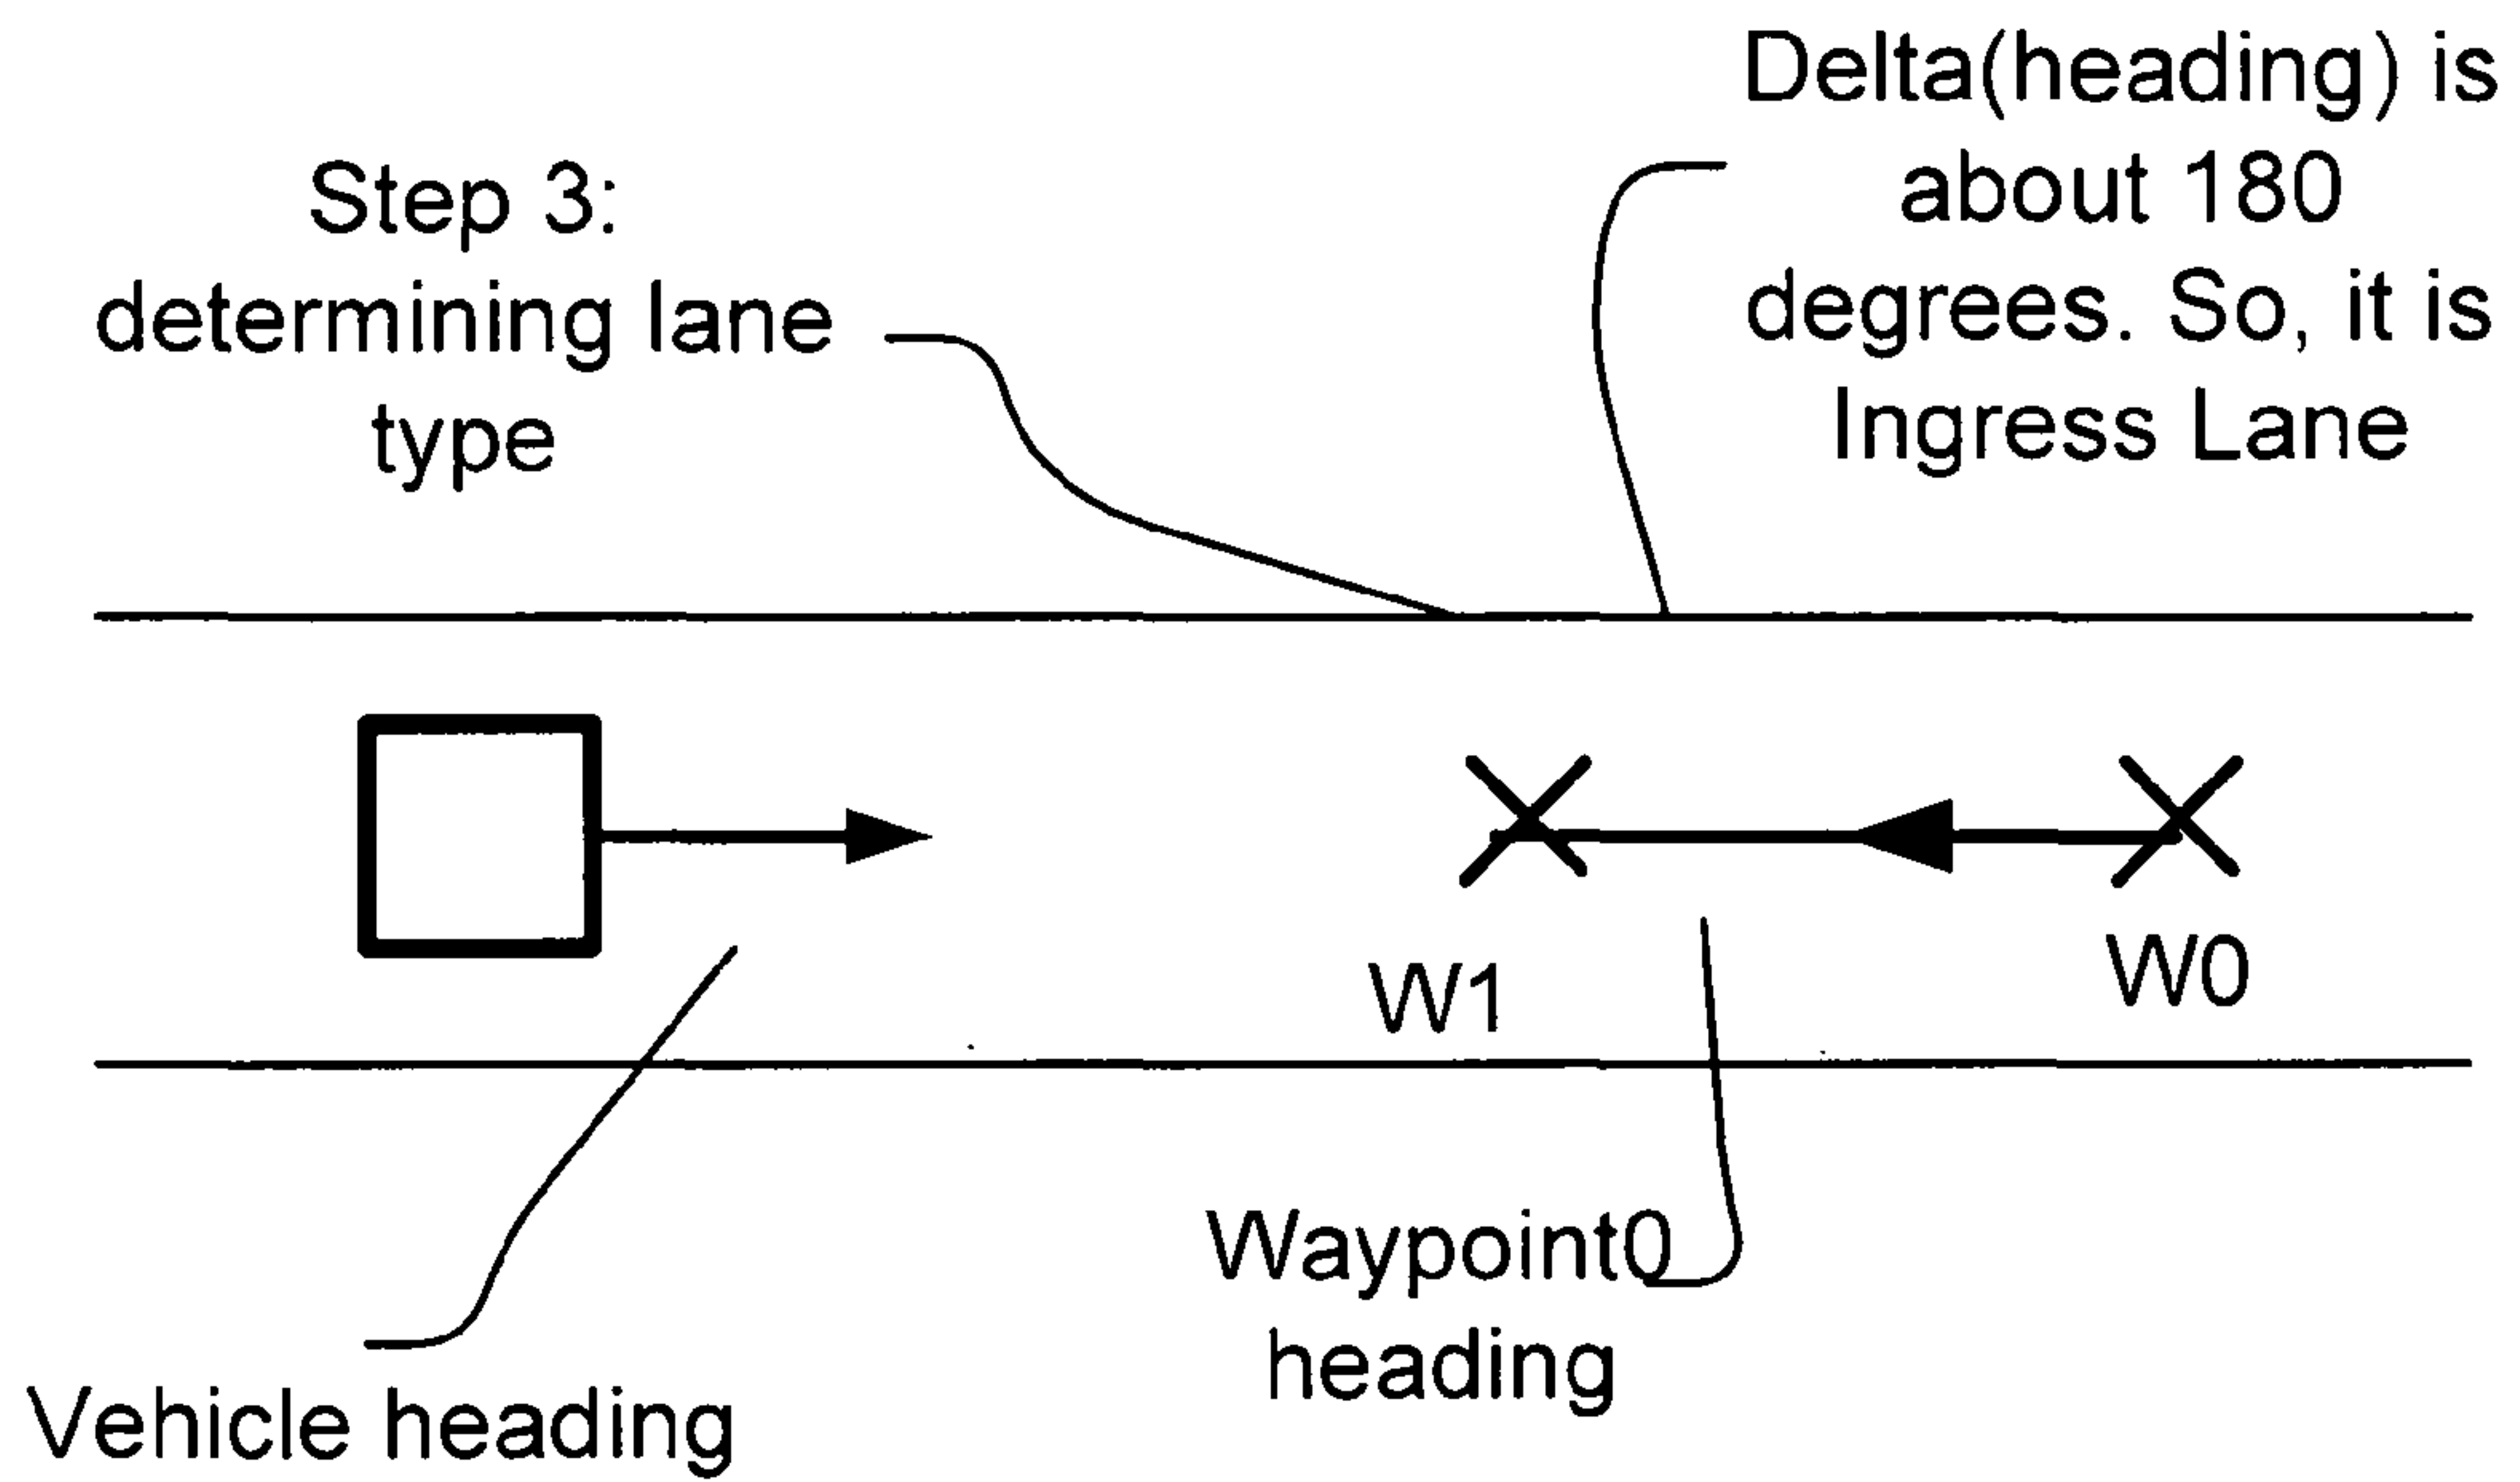 Step 3:
determining lane
type
Delta(heading) is
about 180
degrees. So, it is
Ingress Lane
W1
W0
Waypoint0
heading
Vehicle heading